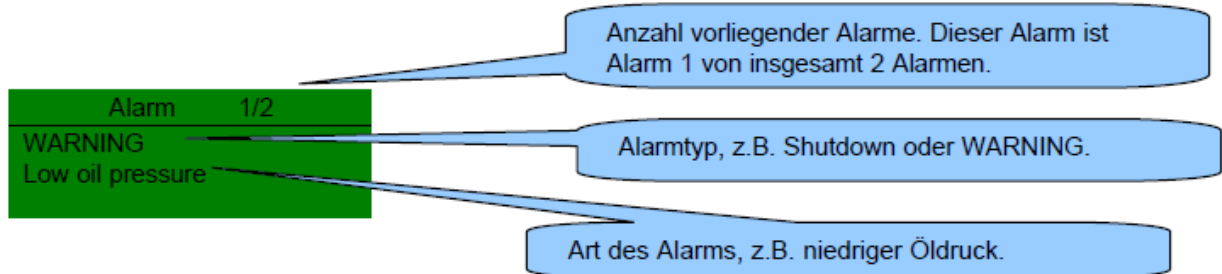 Anzahl vorliegender Alarme. Dieser Alarm ist
Alarm 1 von insgesamt 2 Alarmen.
Alarm 1/2
WARNING
Low oil pressure
Alarmtyp, z.B. Shutdown oder WARNING.
Art des Alarms, z.B. niedriger Öldruck.